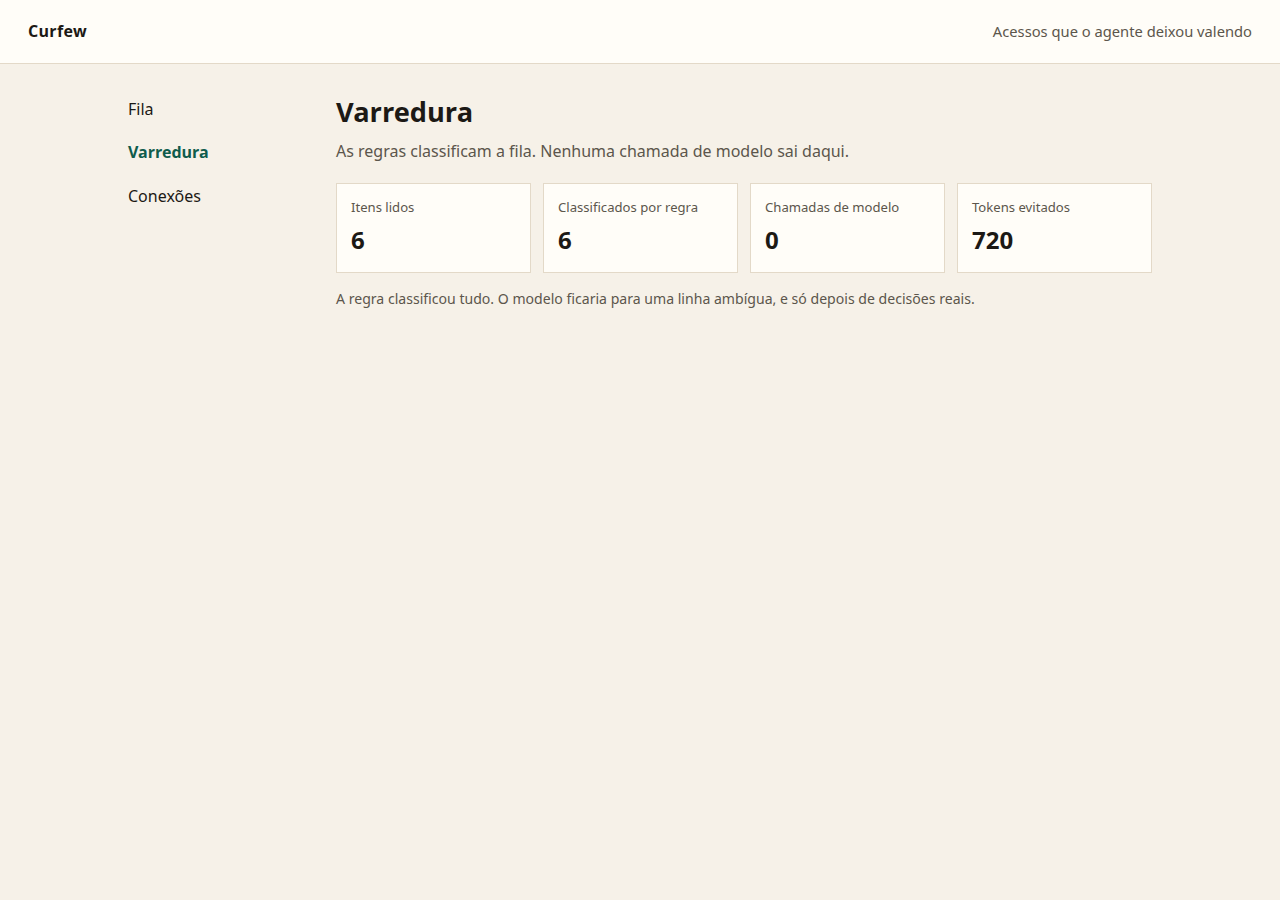 Curfew
Acessos que o agente deixou valendo
Fila
Varredura
Conexões
Varredura
As regras classificam a fila. Nenhuma chamada de modelo sai daqui.
Itens lidos
6
Classificados por regra
6
Chamadas de modelo
0
Tokens evitados
720
A regra classificou tudo. O modelo ficaria para uma linha ambígua, e só depois de decisões reais.